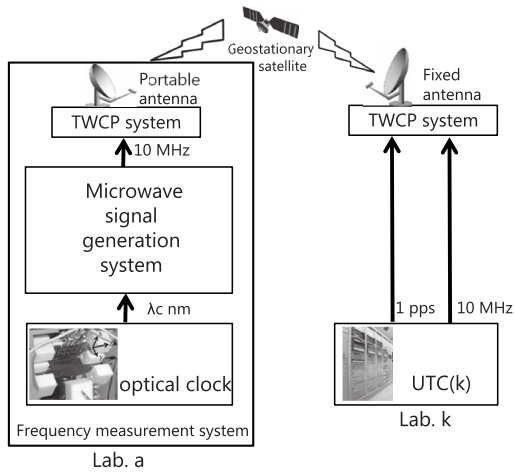 Geostationary
satellite
Portable
antenna
TWCP system
10 MHz
Microwave
signal
generation
system
λc nm
optical clock
Frequency measurement system
Lab. a
Fixed
antenna
TWCP system
1 pps
10 MHz
UTC(k)
Lab. k